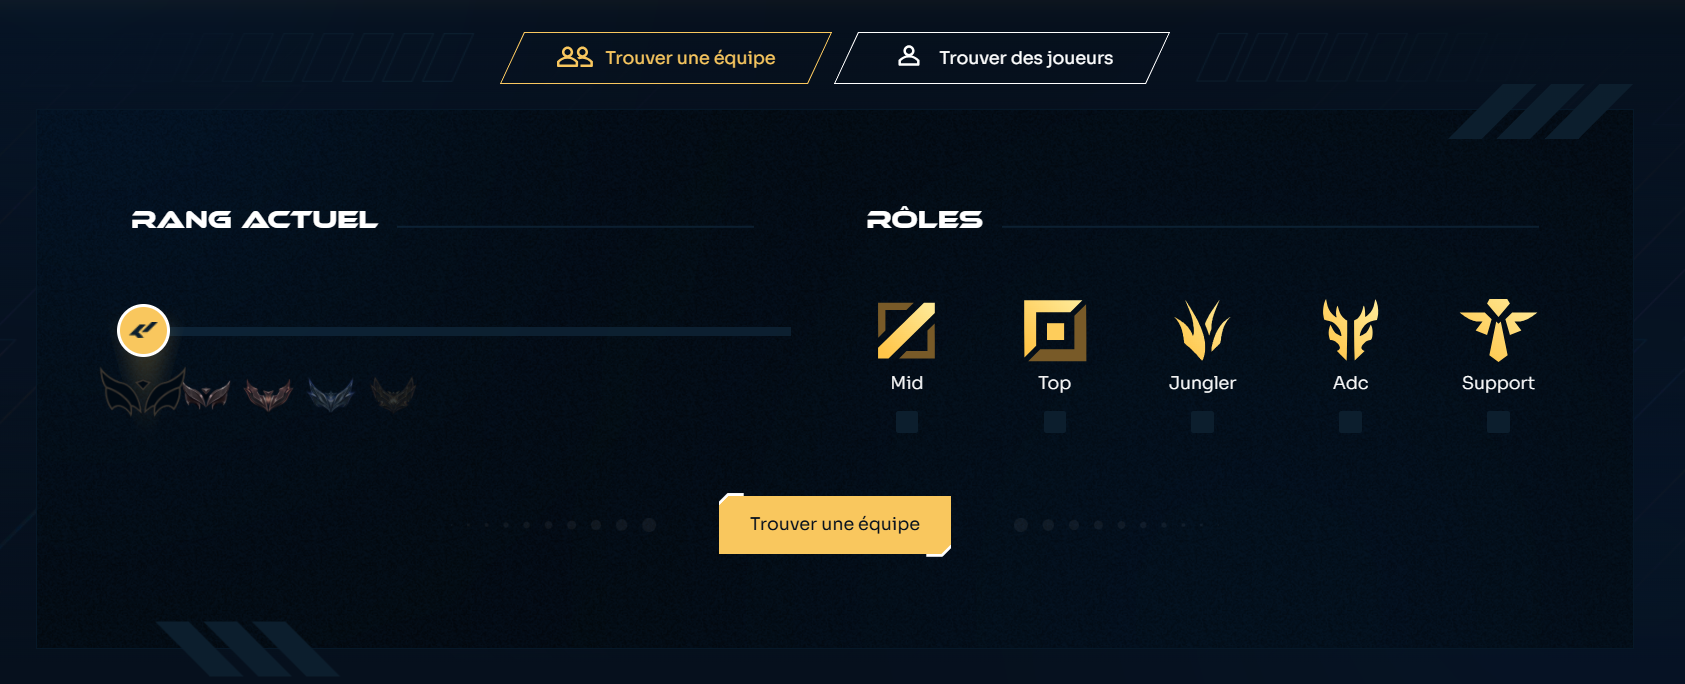 Trouver une équipe
Trouver des joueurs
RANG ACTUEL
RÔLES
Mid
Top
Jungler
Adc
Support
Trouver une équipe